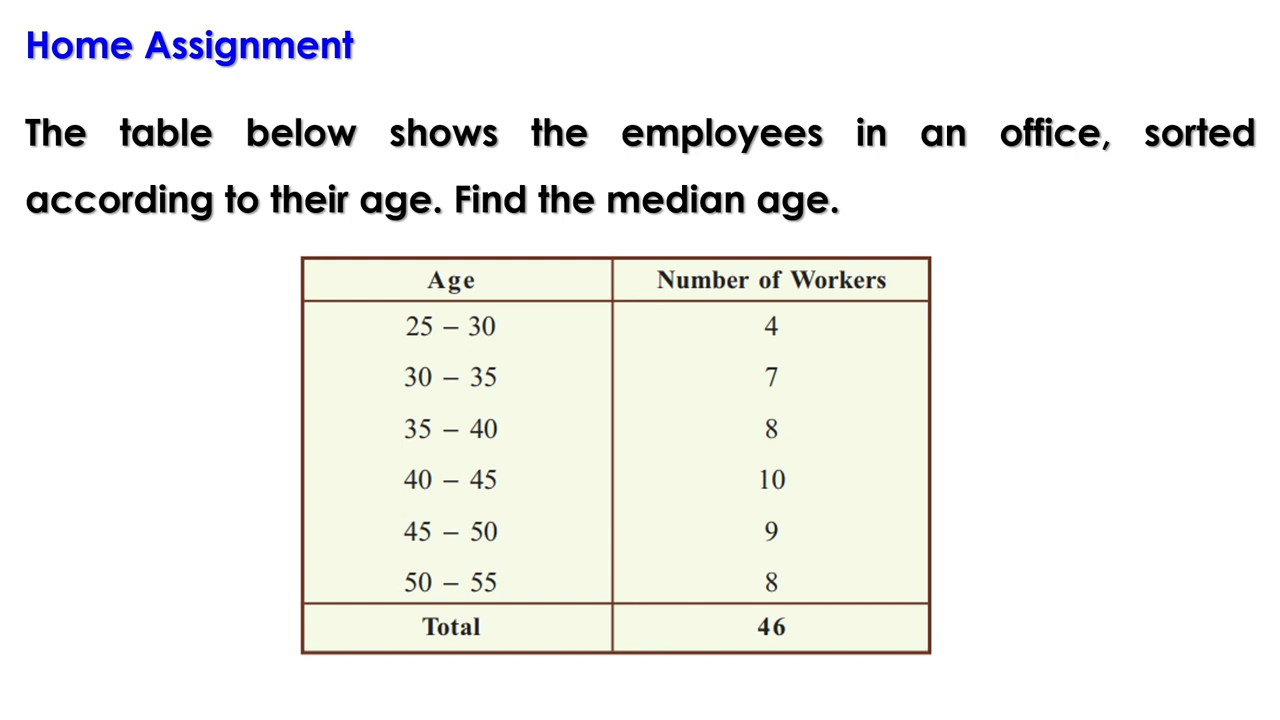 Home Assignment
The table below shows the employees in an office, sorted
according to their age. Find the median age.
Age Number of Workers
25 – 30 4
30 – 35 7
35 – 40 8
40 – 45 10
45 – 50 9
50 – 55 8
Total 46